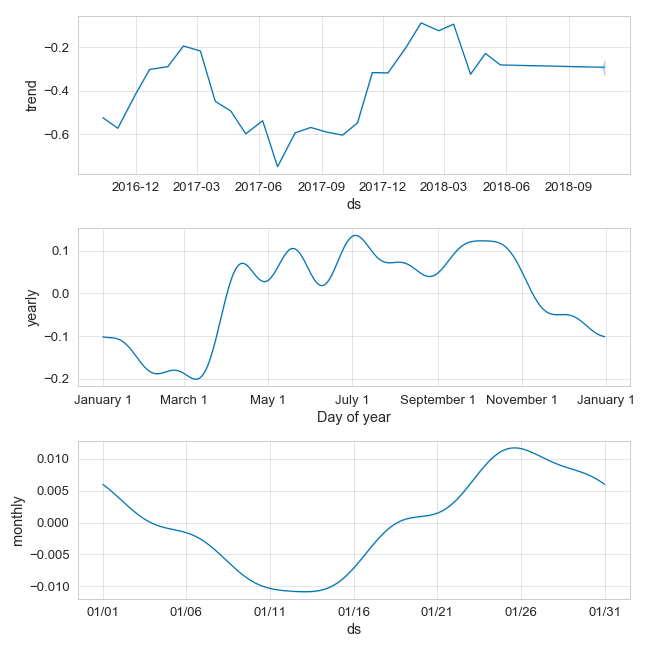 −0.2
−0.4
−0.6
trend
2016-12 2017-03 2017-06 2017-09 2017-12 2018-03 2018-06 2018-09
ds
0.1
0.0
−0.1
−0.2
yearly
January 1 March 1 May 1 July 1 September 1 November 1 January 1
Day of year
0.010
0.005
0.000
−0.005
−0.010
monthly
01/01 01/06 01/11 01/16 01/21 01/26 01/31
ds